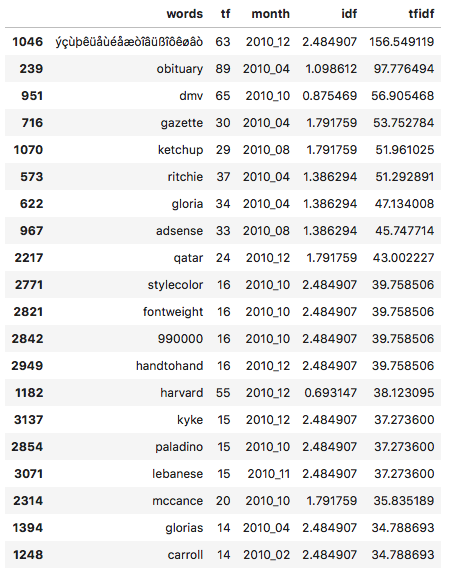 words tf month idf tfidf
1046 ýçùþêüåùéåæòîâüßîôêøâò 63 2010_12 2.484907 156.549119
239 obituary 89 2010_04 1.098612 97.776494
951 dmv 65 2010_10 0.875469 56.905468
716 gazette 30 2010_04 1.791759 53.752784
1070 ketchup 29 2010_08 1.791759 51.961025
573 ritchie 37 2010_04 1.386294 51.292891
622 gloria 34 2010_04 1.386294 47.134008
967 adsense 33 2010_08 1.386294 45.747714
2217 qatar 24 2010_12 1.791759 43.002227
2771 stylecolor 16 2010_10 2.484907 39.758506
2821 fontweight 16 2010_10 2.484907 39.758506
2842 990000 16 2010_10 2.484907 39.758506
2949 handtohand 16 2010_12 2.484907 39.758506
1182 harvard 55 2010_12 0.693147 38.123095
3137 kyke 15 2010_12 2.484907 37.273600
2854 paladino 15 2010_10 2.484907 37.273600
3071 lebanese 15 2010_11 2.484907 37.273600
2314 mccance 20 2010_10 1.791759 35.835189
1394 glorias 14 2010_04 2.484907 34.788693
1248 carroll 14 2010_02 2.484907 34.788693